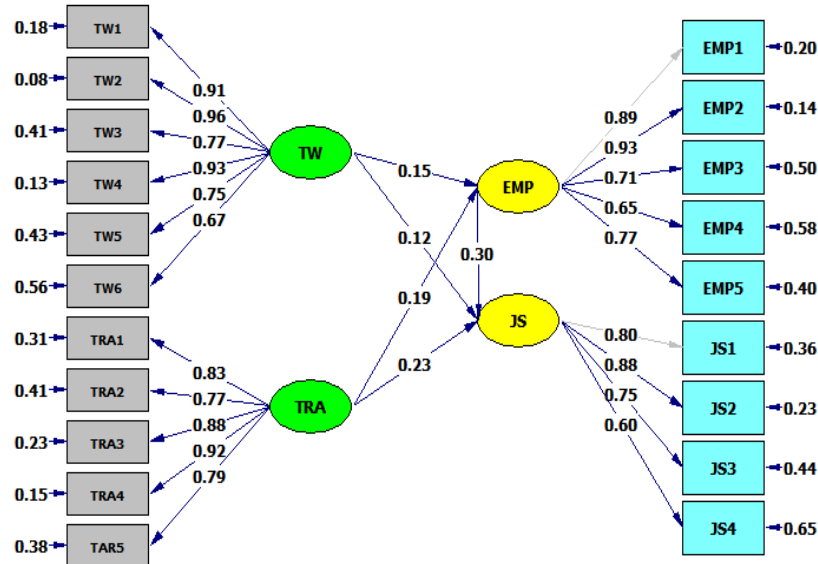 0.18 TW1
0.08 TW2
0.41 TW3
0.13 TW4
0.43 TW5
0.56 TW6
0.31 TRA1
0.41 TRA2
0.23 TRA3
0.15 TRA4
0.38 TAR5
0.91
0.96
0.77
0.93
0.75
0.67
0.83
0.77
0.88
0.92
0.79
TW
TRA
0.15
0.12
0.30
0.19
0.23
EMP
JS
0.89
0.93
0.71
0.65
0.77
0.80
0.88
0.75
0.60
EMP1 0.20
EMP2 0.14
EMP3 0.50
EMP4 0.58
EMP5 0.40
JS1 0.36
JS2 0.23
JS3 0.44
JS4 0.65